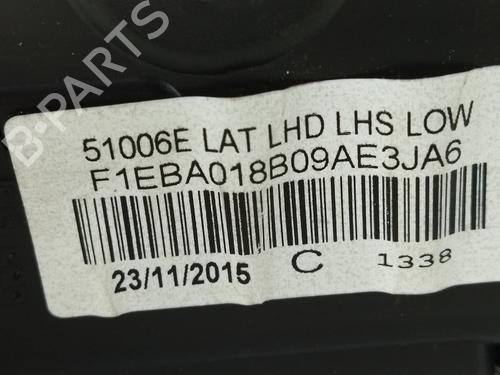 B-PARTS
51006E LAT LHD LHS LOW
F1EBA018B09AE3JA6
23/11/2015 C 1338